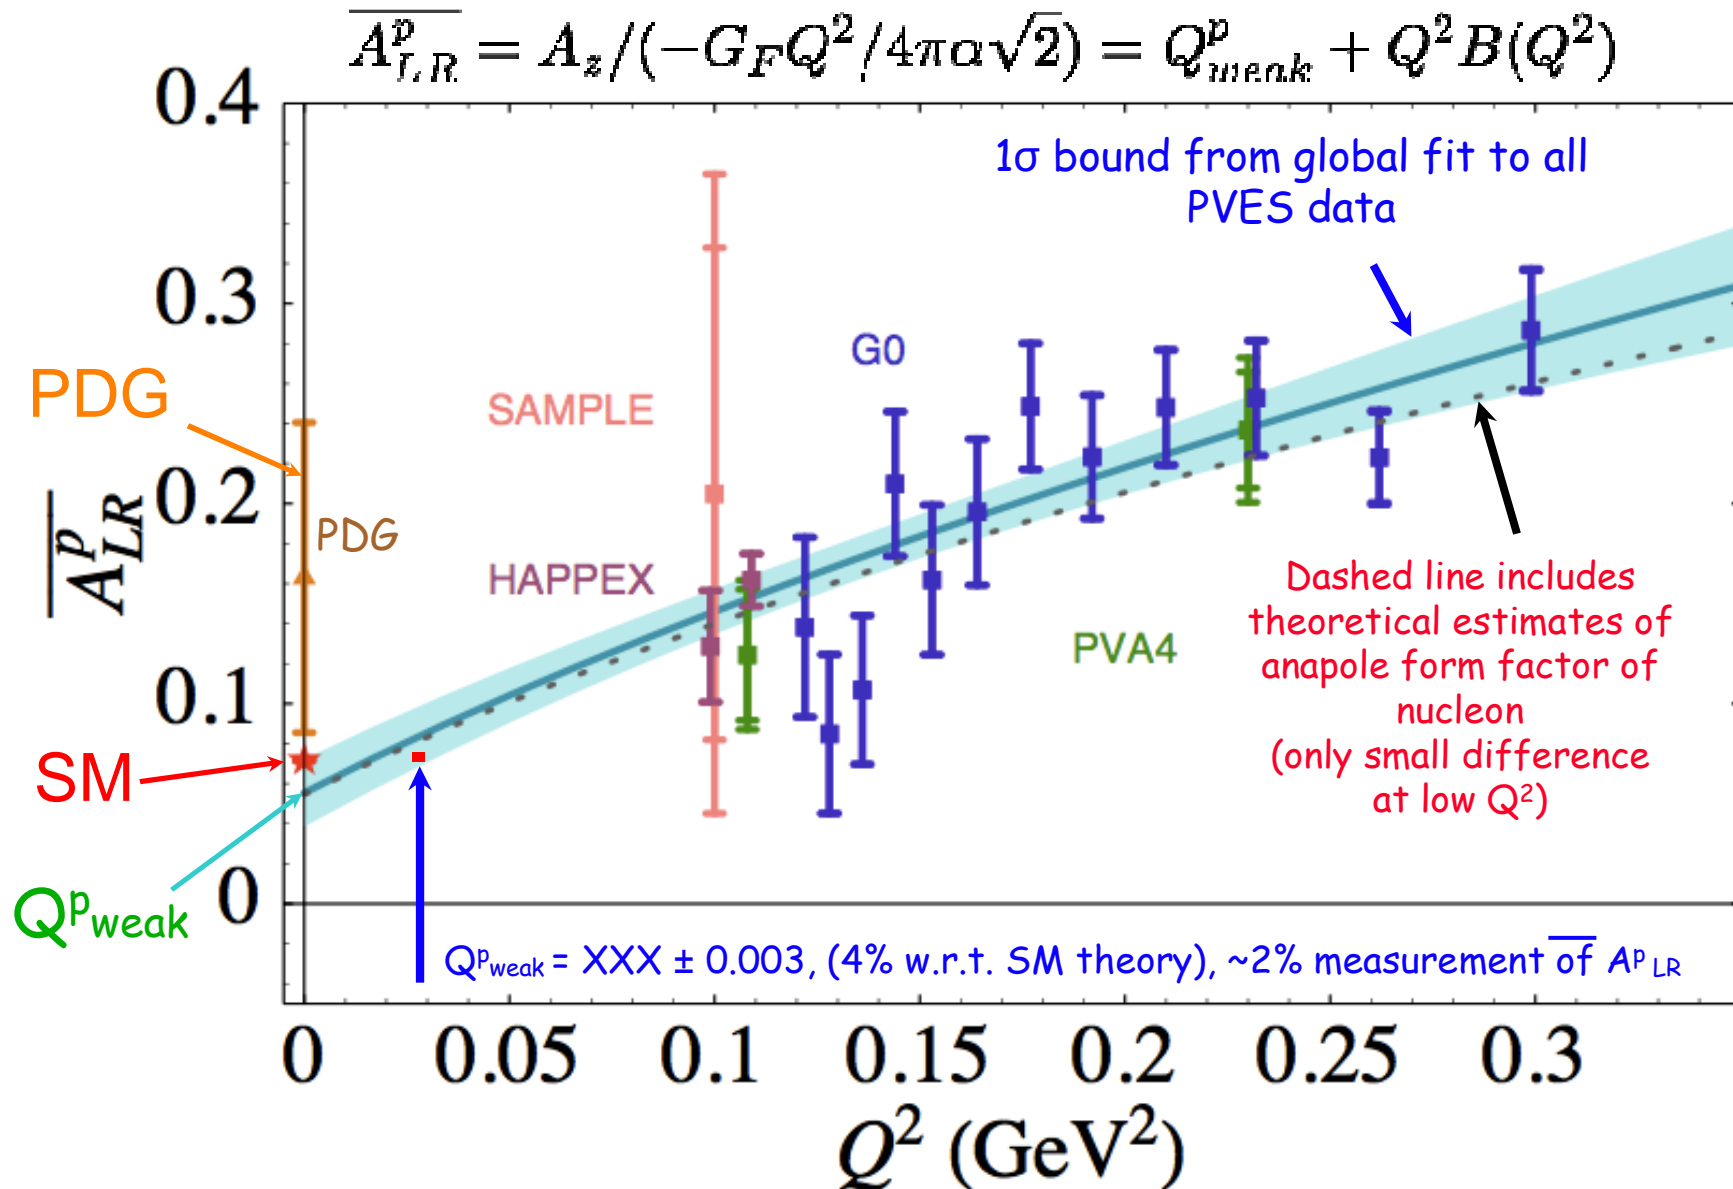 A^p_LR = A_z/(-G_F Q^2/4πα√2) = Q^p_weak + Q^2 B(Q^2)
0.4
0.3
0.2
0.1
0
A^p_LR
1σ bound from global fit to all
PVES data
G0
SAMPLE
PDG
PDG
HAPPEX
PVA4
Dashed line includes
theoretical estimates of
anapole form factor of
nucleon
(only small difference
at low Q²)
SM
Q^p_weak
Q^p_weak = XXX ± 0.003, (4% w.r.t. SM theory), ~2% measurement of A^p_LR
0 0.05 0.1 0.15 0.2 0.25 0.3
Q² (GeV²)